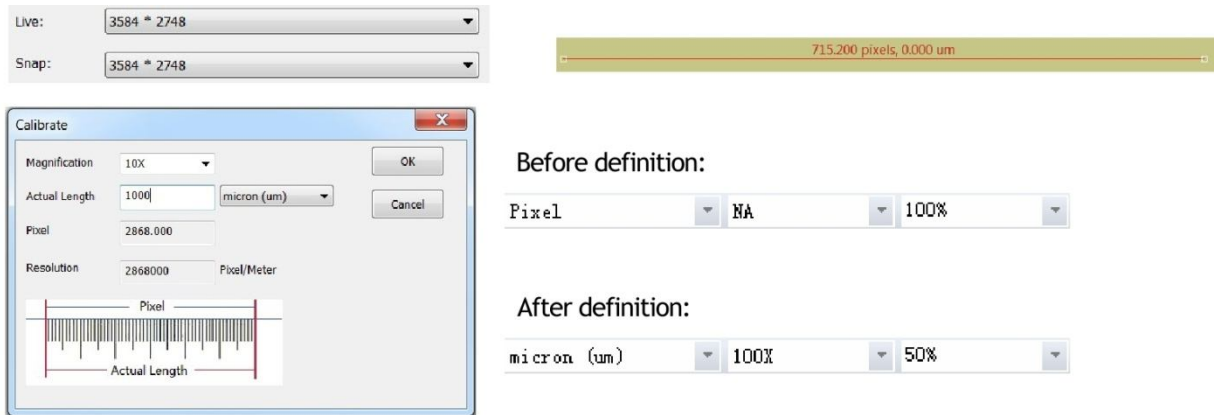 Live: 3584 * 2748
Snap: 3584 * 2748
715.200 pixels, 0.000 um
Calibrate
Magnification 10X OK
Actual Length 1000 micron (um) Cancel
Pixel 2868.000
Resolution 2868000 Pixel/Meter
Pixel
Actual Length
Before definition:
Pixel NA 100%
After definition:
micron (um) 100X 50%